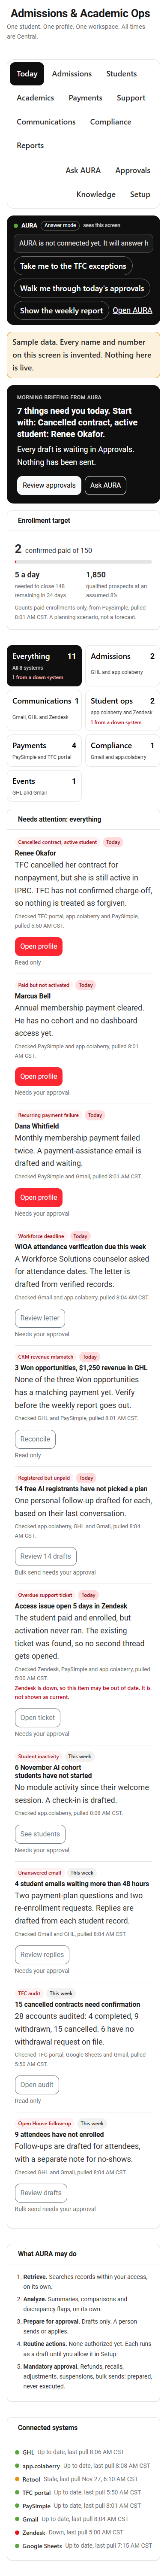 Admissions & Academic Ops
One student. One profile. One workspace. All times
are Central.
Today
Admissions
Students
Academics
Payments
Support
Communications
Compliance
Reports
Ask AURA
Approvals
Knowledge
Setup
AURA
Answer mode
sees this screen
AURA is not connected yet. It will answer h
Take me to the TFC exceptions
Walk me through today's approvals
Show the weekly report
Open AURA
Sample data. Every name and number
on this screen is invented. Nothing here
is live.
MORNING BRIEFING FROM AURA
7 things need you today. Start
with: Cancelled contract, active
student: Renee Okafor.
Every draft is waiting in Approvals.
Nothing has been sent.
Review approvals
Ask AURA
Enrollment target
2 confirmed paid of 150
5 a day
needed to close 148
remaining in 34 days
1,850
qualified prospects at an
assumed 8%
Counts paid enrollments only, from PaySimple, pulled
8:01 AM CST. A planning scenario, not a forecast.
Everything 11
All 8 systems
1 from a down system
Admissions 2
GHL and app.colaberry
Communications 1
Gmail, GHL and Zendesk
Student ops 2
app.colaberry and Zendesk
1 from a down system
Payments 4
PaySimple and TFC portal
Compliance 1
Gmail and app.colaberry
Events 1
GHL and Gmail
Needs attention: everything
Cancelled contract, active student
Today
Renee Okafor
TFC cancelled her contract for
nonpayment, but she is still active in
IPBC. TFC has not confirmed charge-off,
so nothing is treated as forgiven.
Checked TFC portal, app.colaberry and PaySimple,
pulled 5:50 AM CST.
Open profile
Read only
Paid but not activated
Today
Marcus Bell
Annual membership payment cleared.
He has no cohort and no dashboard
access yet.
Checked PaySimple and app.colaberry, pulled 8:01
AM CST.
Open profile
Needs your approval
Recurring payment failure
Today
Dana Whitfield
Monthly membership payment failed
twice. A payment-assistance email is
drafted and waiting.
Checked PaySimple and Gmail, pulled 8:01 AM CST.
Open profile
Needs your approval
Workforce deadline
Today
WIOA attendance verification due this week
A Workforce Solutions counselor asked
for attendance dates. The letter is
drafted from verified records.
Checked Gmail and app.colaberry, pulled 8:04 AM CST.
Review letter
Needs your approval
CRM revenue mismatch
Today
3 Won opportunities, $1,250 revenue in GHL
None of the three Won opportunities
has a matching payment yet. Verify
before the weekly report goes out.
Checked GHL and PaySimple, pulled 8:01 AM CST.
Reconcile
Read only
Registered but unpaid
Today
14 free AI registrants have not picked a plan
One personal follow-up drafted for each,
based on their last conversation.
Checked app.colaberry, GHL and Gmail, pulled 8:04
AM CST.
Review 14 drafts
Bulk send needs your approval
Overdue support ticket
Today
Access issue open 5 days in Zendesk
The student paid and enrolled, but
activation never ran. The existing
ticket was found, so no second thread
gets opened.
Checked Zendesk, PaySimple and app.colaberry, pulled
5:00 AM CST.
Zendesk is down, so this item may be out of date. It is
not shown as current.
Open ticket
Needs your approval
Student inactivity
This week
6 November AI cohort
students have not started
No module activity since their welcome
session. A check-in is drafted.
Checked app.colaberry, pulled 8:08 AM CST.
See students
Needs your approval
Unanswered email
This week
4 student emails waiting more than 48 hours
Two payment-plan questions and two
re-enrollment requests. Replies are
drafted from each student record.
Checked Gmail and GHL, pulled 8:04 AM CST.
Review replies
Needs your approval
TFC audit
This week
15 cancelled contracts need confirmation
28 accounts audited: 4 completed, 9
withdrawn, 15 cancelled. 6 have no
withdrawal request on file.
Checked TFC portal, Google Sheets and Gmail, pulled
5:50 AM CST.
Open audit
Read only
Open House follow-up
This week
9 attendees have not enrolled
Follow-ups are drafted for attendees,
with a separate note for no-shows.
Checked GHL and Gmail, pulled 8:04 AM CST.
Review drafts
Bulk send needs your approval
What AURA may do
1. Retrieve. Searches records within your access,
on its own.
2. Analyze. Summaries, comparisons and
discrepancy flags, on its own.
3. Prepare for approval. Drafts only. A person
sends or applies.
4. Routine actions. None authorized yet. Each runs
as a draft until you allow it in Setup.
5. Mandatory approval. Refunds, recalls,
adjustments, suspensions, bulk sends: prepared,
never executed.
Connected systems
GHL Up to date, last pull 8:06 AM CST
app.colaberry Up to date, last pull 8:08 AM CST
Retool Stale, last pull Nov 27, 6:10 AM CST
TFC portal Up to date, last pull 5:50 AM CST
PaySimple Up to date, last pull 8:01 AM CST
Gmail Up to date, last pull 8:04 AM CST
Zendesk Down, last pull 5:00 AM CST
Google Sheets Up to date, last pull 7:15 AM CST